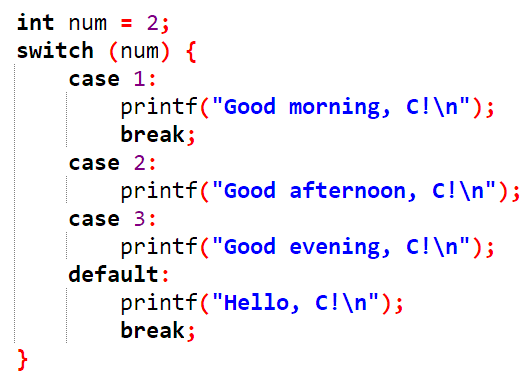 int num = 2;
switch (num) {
    case 1:
        printf("Good morning, C!\n");
        break;
    case 2:
        printf("Good afternoon, C!\n");
    case 3:
        printf("Good evening, C!\n");
    default:
        printf("Hello, C!\n");
        break;
}